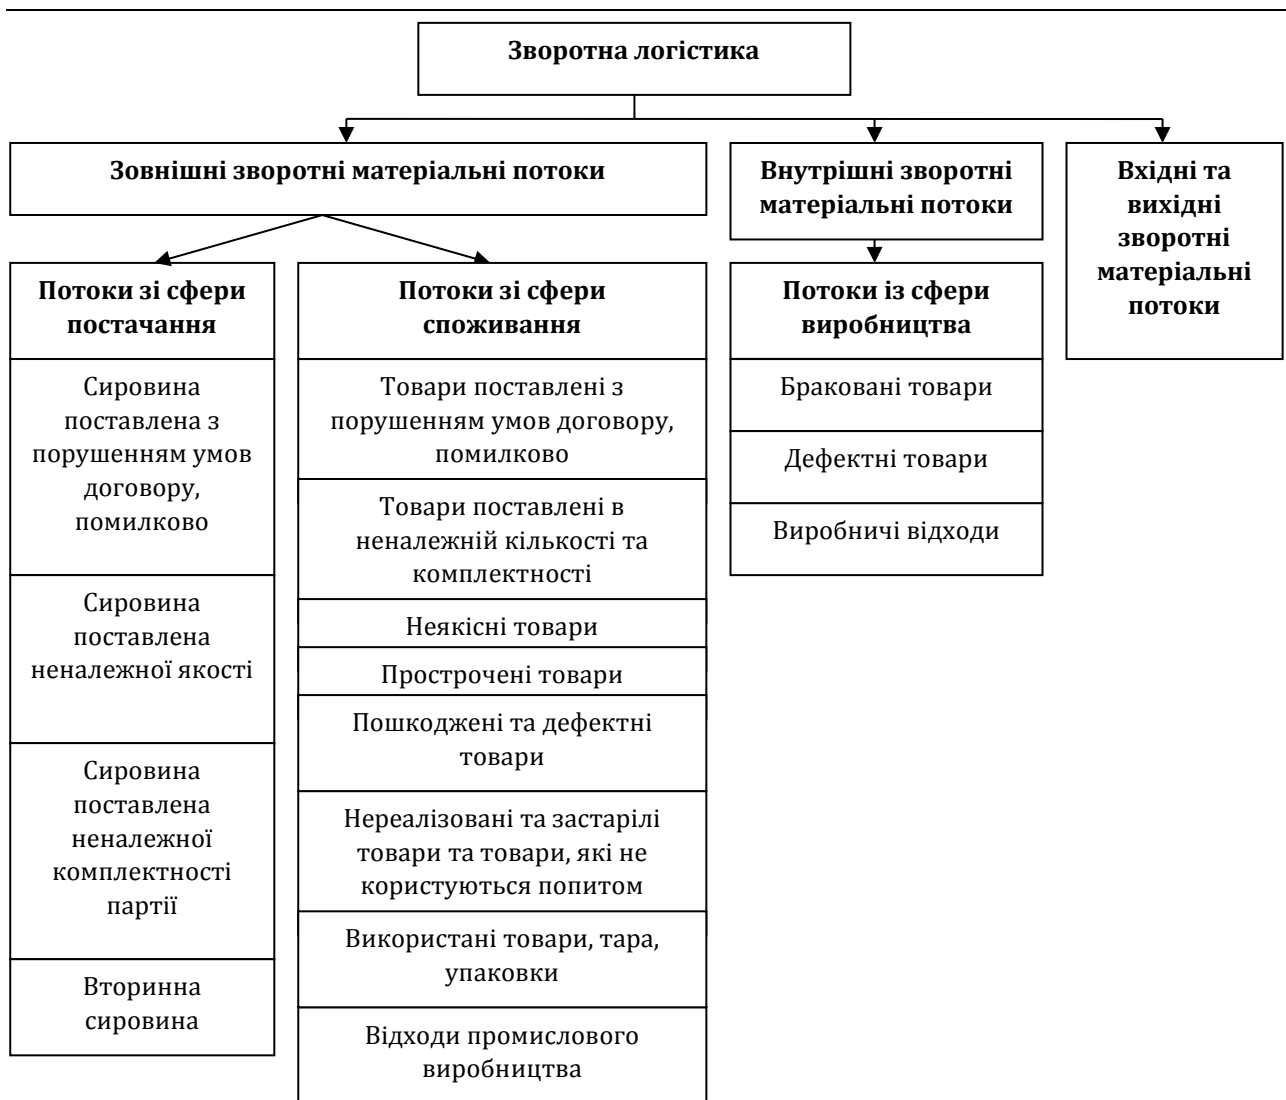 Зворотна логістика
Зовнішні зворотні матеріальні потоки
Внутрішні зворотні
матеріальні потоки
Вхідні та
вихідні
зворотні
матеріальні
потоки
Потоки зі сфери
постачання
Сировина
поставлена з
порушенням умов
договору,
помилково
Сировина
поставлена
неналежної якості
Сировина
поставлена
неналежної
комплектності
партії
Вторинна
сировина
Потоки зі сфери
споживання
Товари поставлені з
порушенням умов договору,
помилково
Товари поставлені в
неналежній кількості та
комплектності
Неякісні товари
Прострочені товари
Пошкоджені та дефектні
товари
Нереалізовані та застарілі
товари та товари, які не
користуються попитом
Використані товари, тара,
упаковки
Відходи промислового
виробництва
Потоки із сфери
виробництва
Браковані товари
Дефектні товари
Виробничі відходи